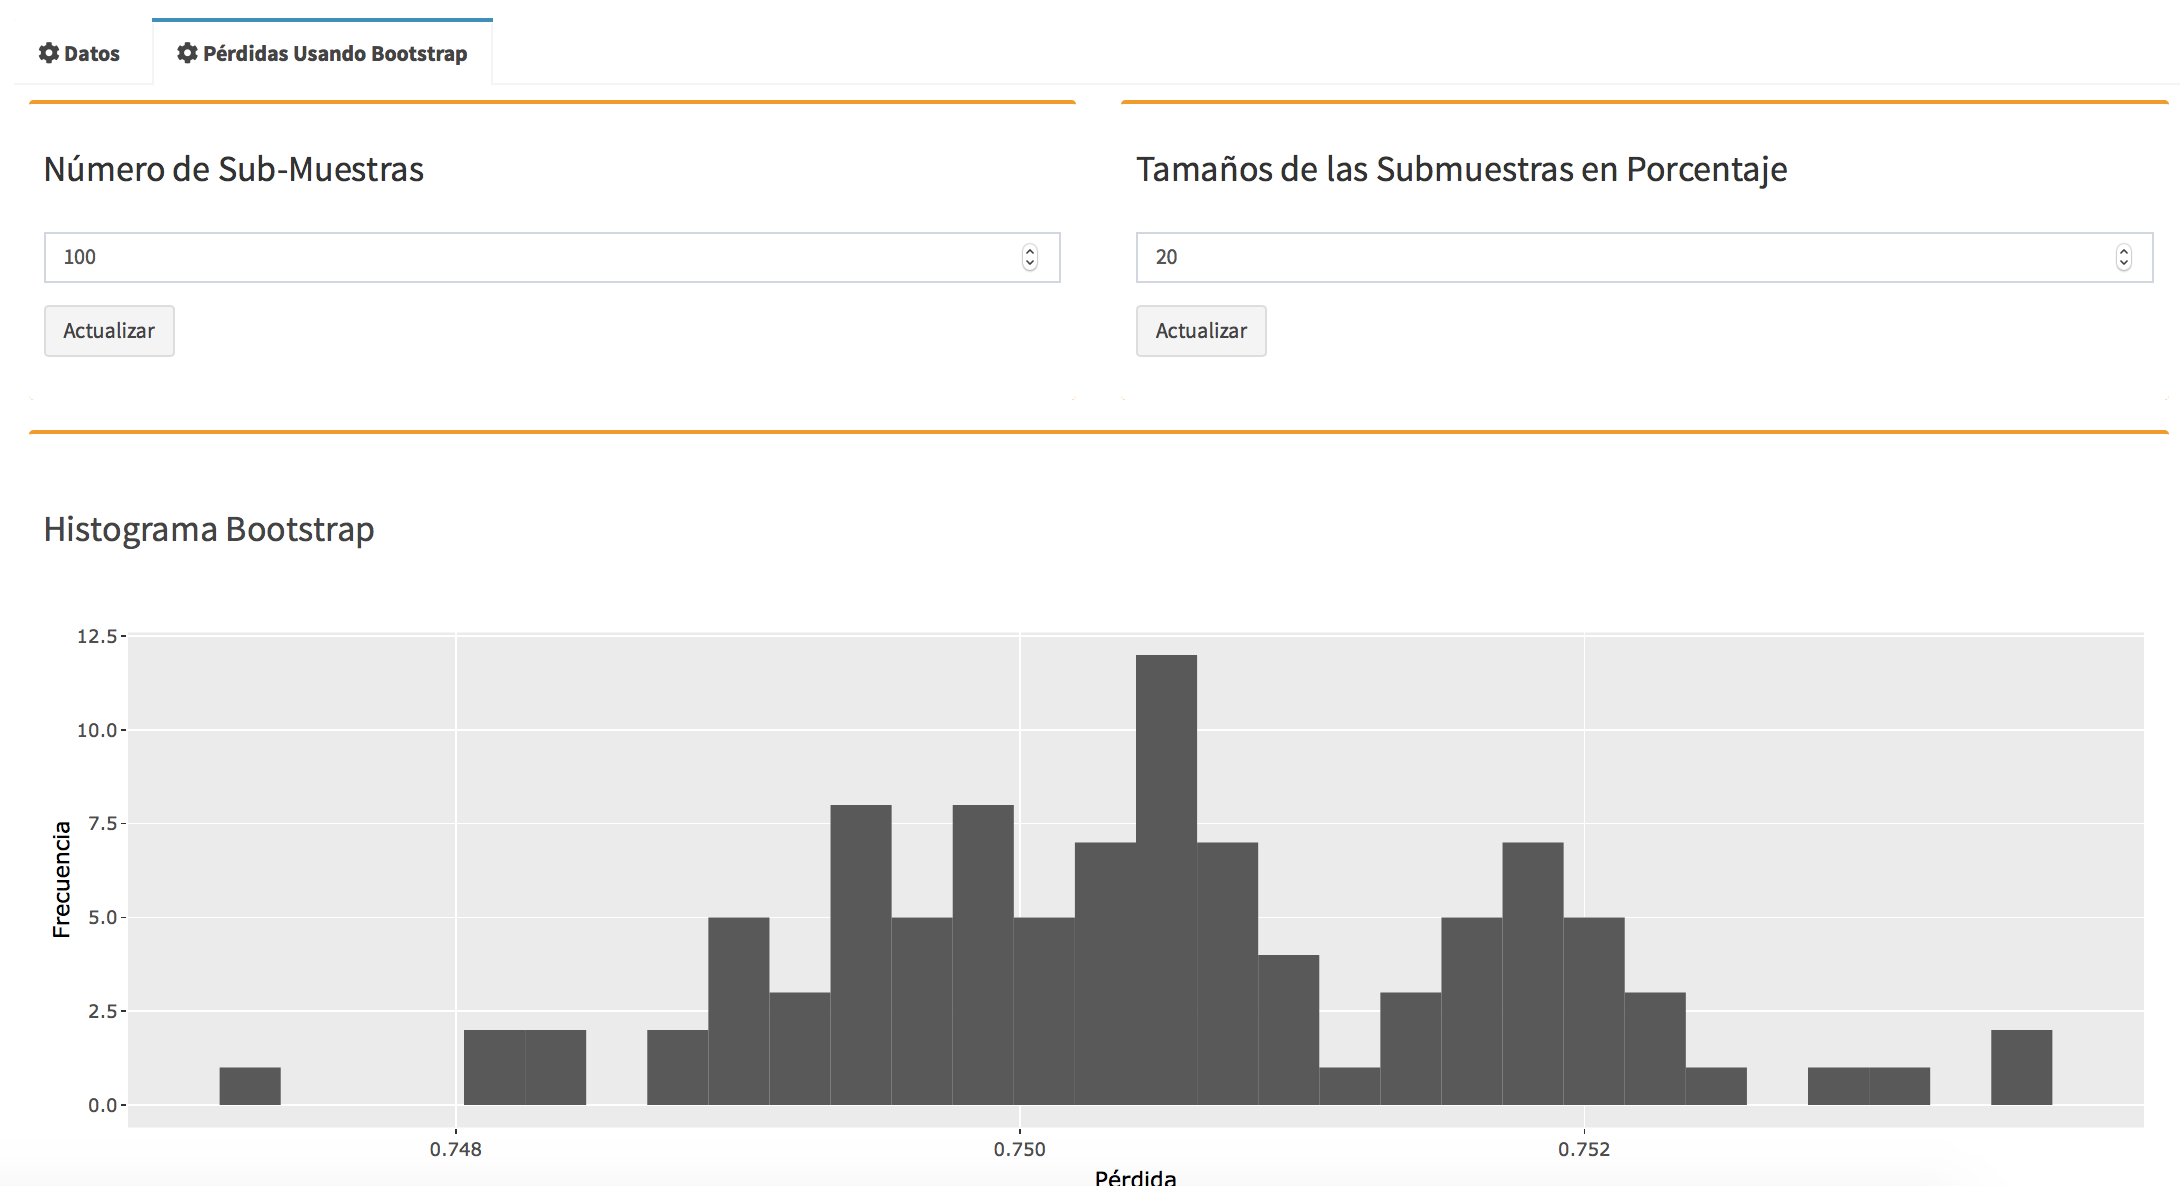 Datos
Pérdidas Usando Bootstrap
Número de Sub-Muestras
Tamaños de las Submuestras en Porcentaje
100
20
Actualizar
Actualizar
Histograma Bootstrap
12.5
10.0
7.5
5.0
2.5
0.0
Frecuencia
0.748
0.750
0.752
Pérdida